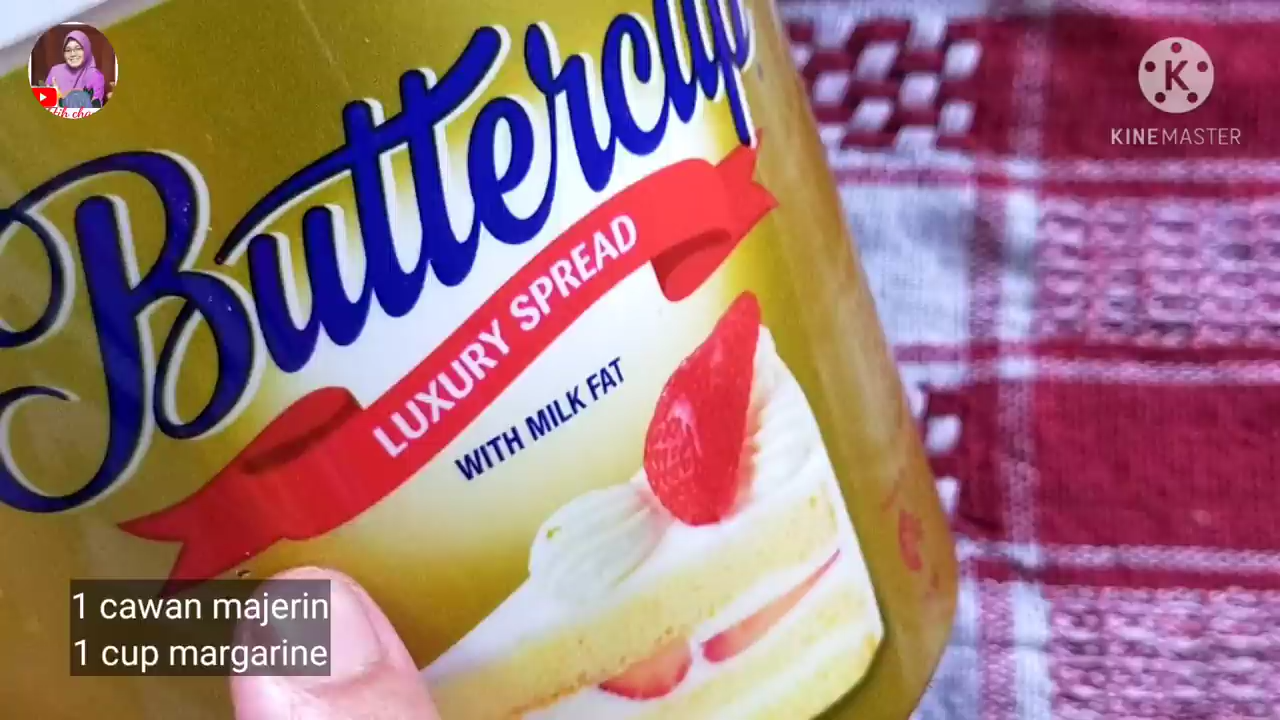 Buttercup
LUXURY SPREAD
WITH MILK FAT
KINEMASTER
1 cawan majerin
1 cup margarine